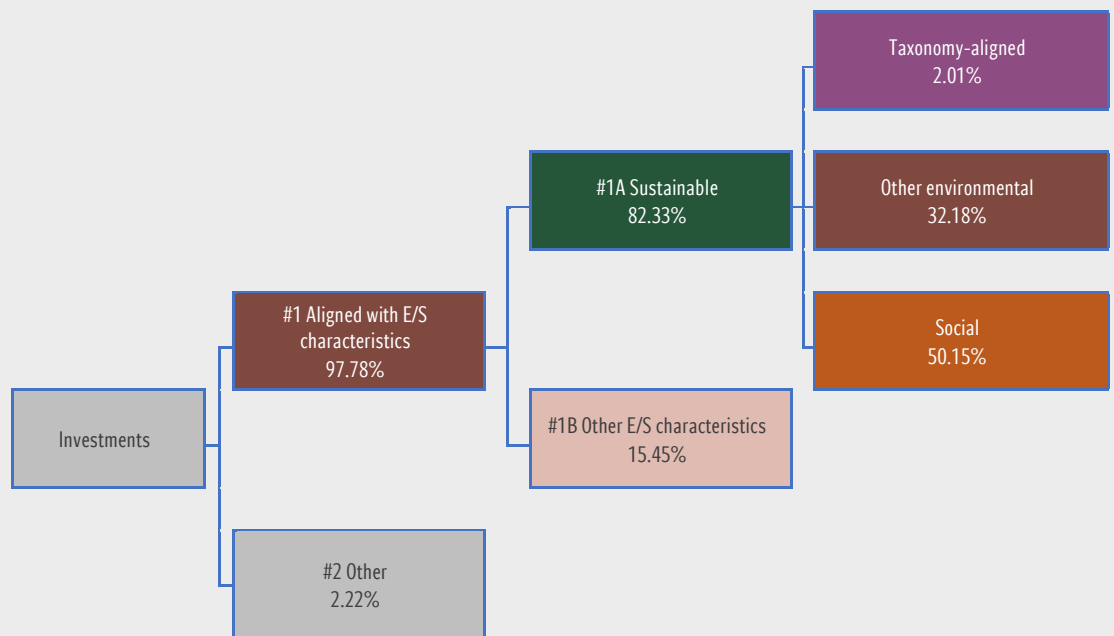 Taxonomy-aligned
2.01%
#1A Sustainable
82.33%
Other environmental
32.18%
#1 Aligned with E/S
characteristics
97.78%
Social
50.15%
Investments
#1B Other E/S characteristics
15.45%
#2 Other
2.22%